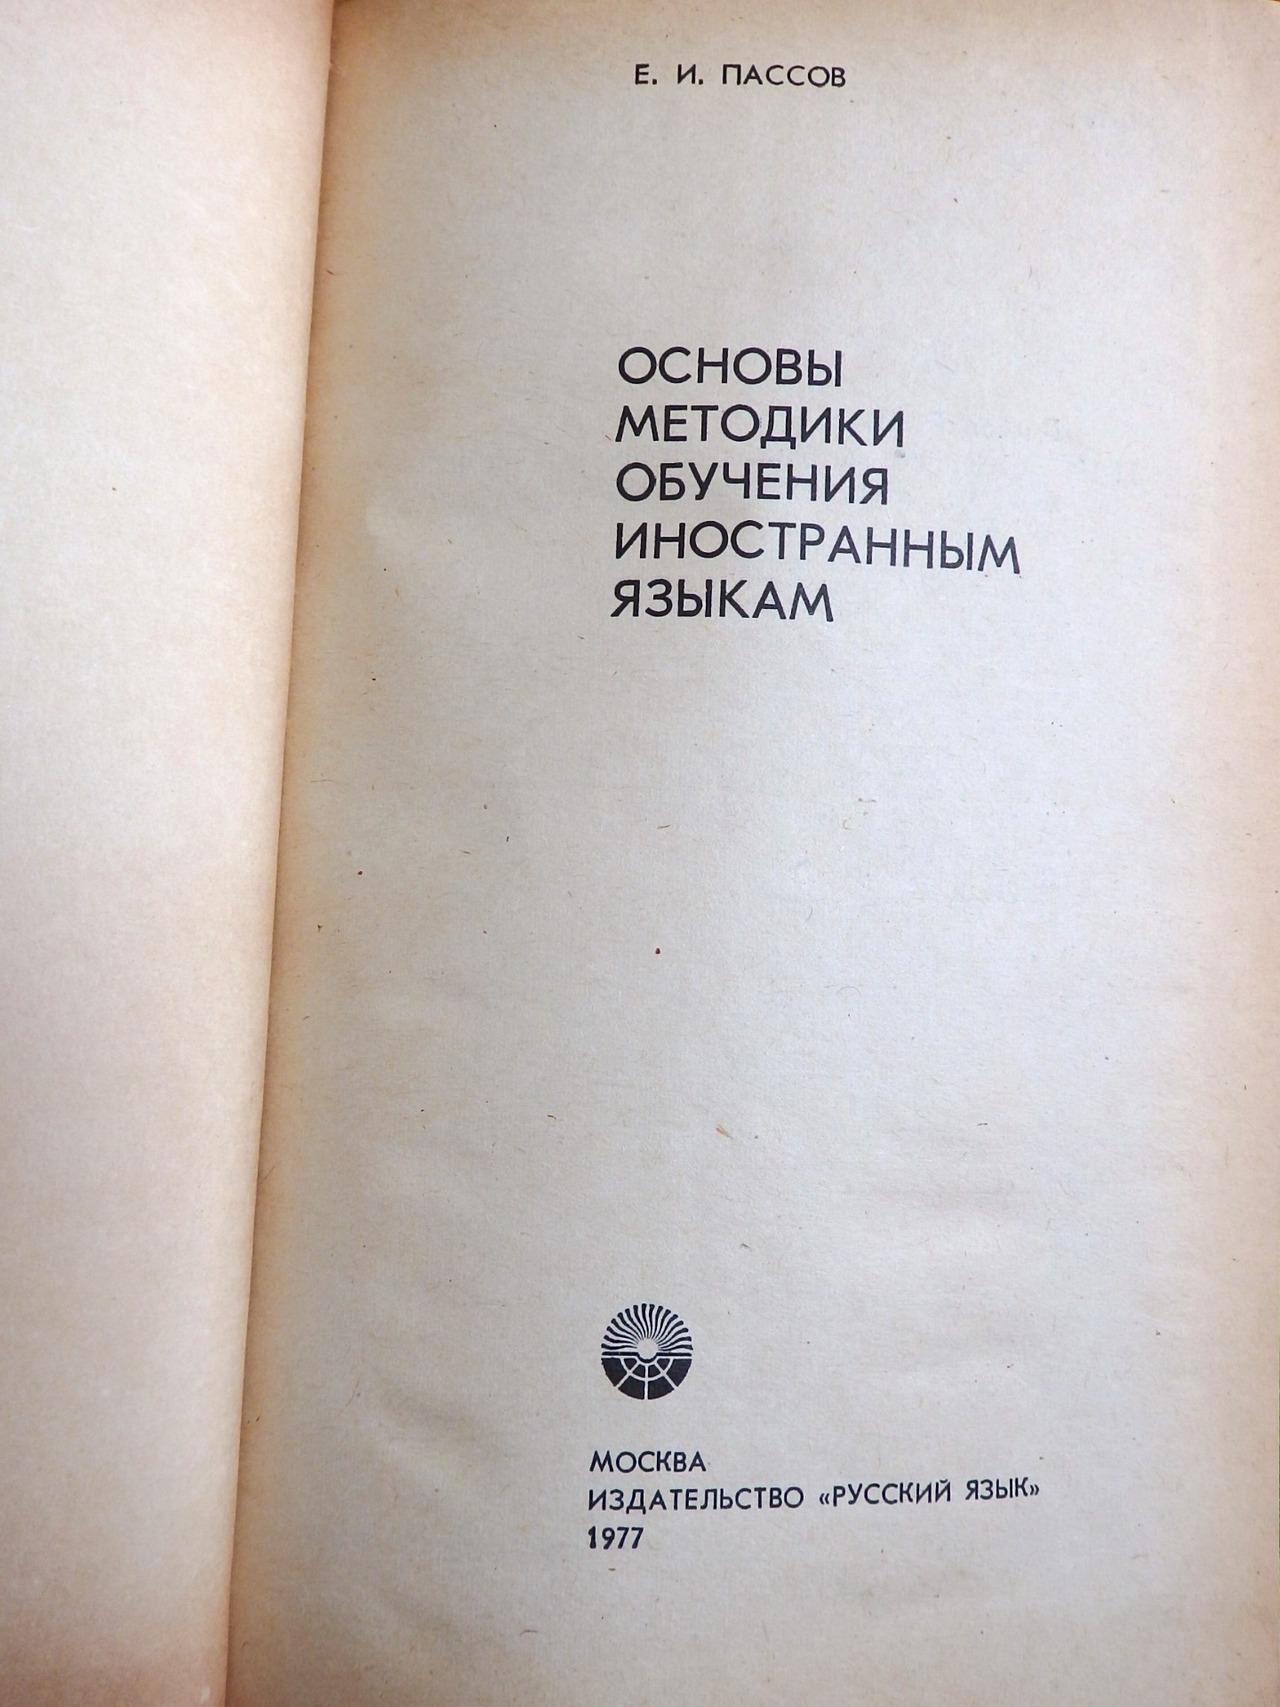 Е. И. ПАССОВ
ОСНОВЫ
МЕТОДИКИ
ОБУЧЕНИЯ
ИНОСТРАННЫМ
ЯЗЫКАМ
МОСКВА
ИЗДАТЕЛЬСТВО «РУССКИЙ ЯЗЫК»
1977